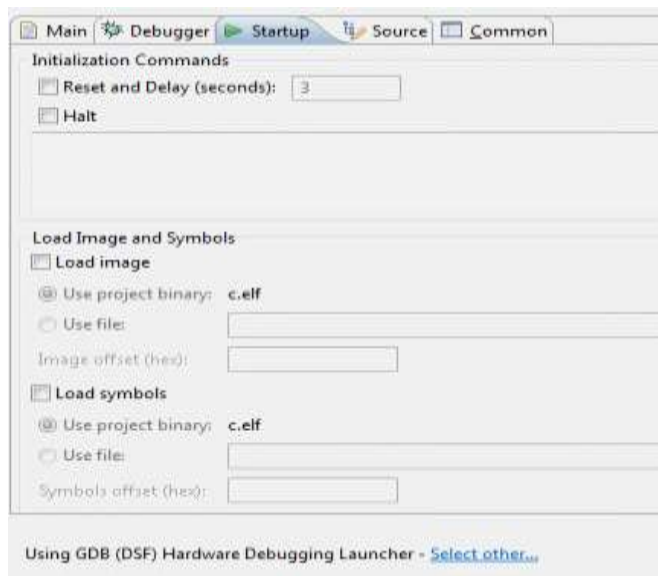 Main Debugger Startup Source Common
Initialization Commands
Reset and Delay (seconds): 3
Halt
Load Image and Symbols
Load image
Use project binary: c.elf
Use file:
Image offset (hex):
Load symbols
Use project binary: c.elf
Use file:
Symbols offset (hex):
Using GDB (DSF) Hardware Debugging Launcher - Select other...